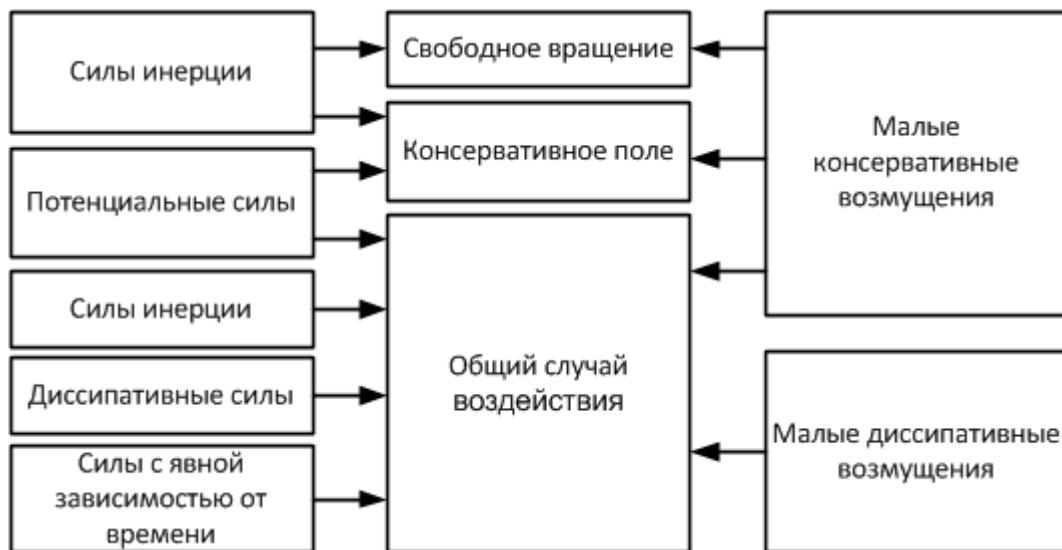 Силы инерции
Потенциальные силы
Силы инерции
Диссипативные силы
Силы с явной
зависимостью от
времени
Свободное вращение
Консервативное поле
Общий случай
воздействия
Малые
консервативные
возмущения
Малые диссипативные
возмущения